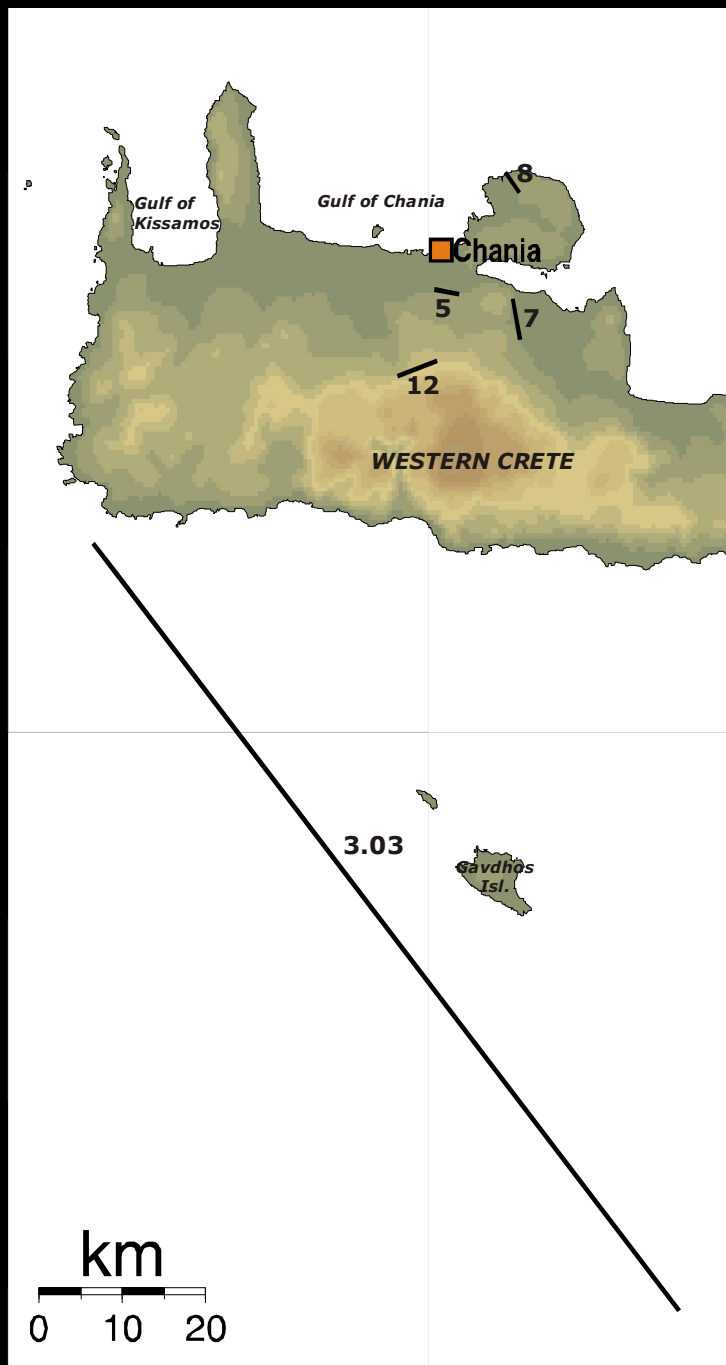 8
Gulf of
Kissamos
Gulf of Chania
Chania
5
7
12
WESTERN CRETE
3.03
Gavdhos
Isl.
km
0 10 20